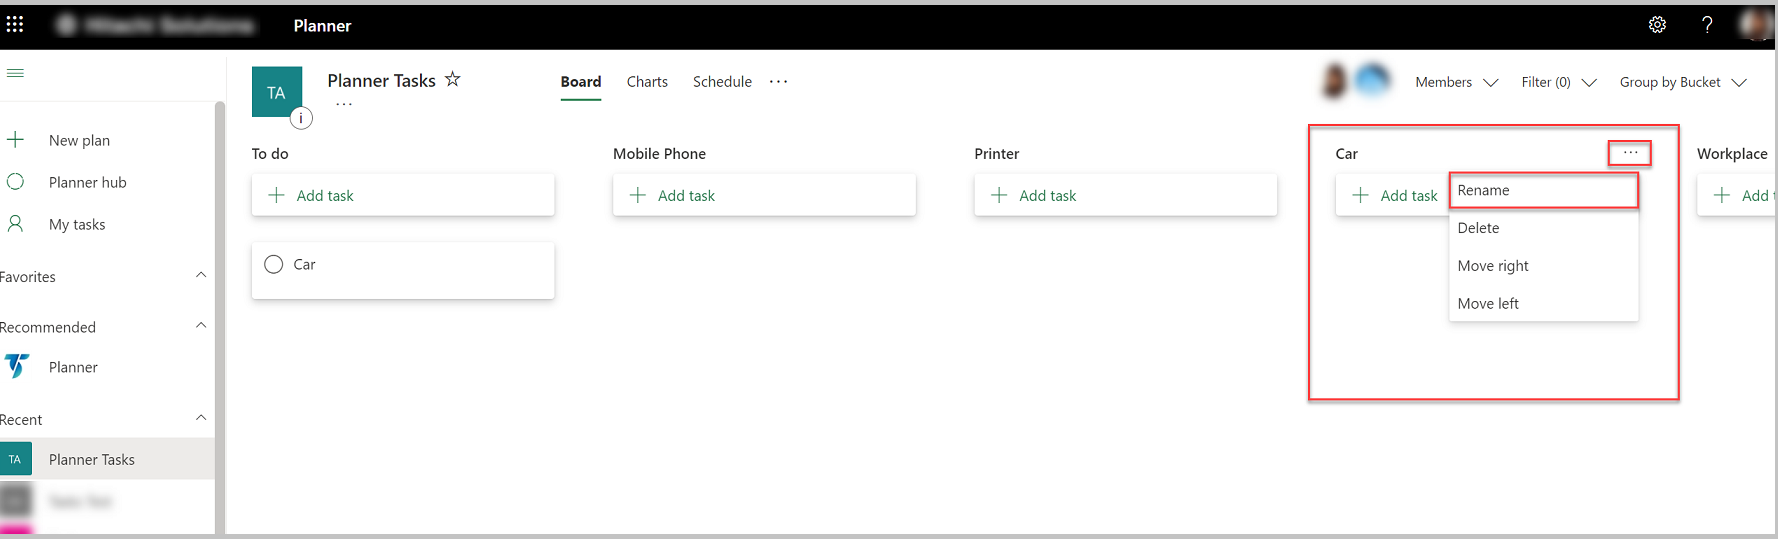 Planner
?
TA
i
Planner Tasks
...
Board
Charts
Schedule
...
Members
Filter (0)
Group by Bucket
New plan
Planner hub
My tasks
Favorites
Recommended
Planner
Recent
TA
Planner Tasks
To do
Add task
Car
Mobile Phone
Add task
Printer
Add task
Car
...
Add task
Rename
Delete
Move right
Move left
Workplace
Add